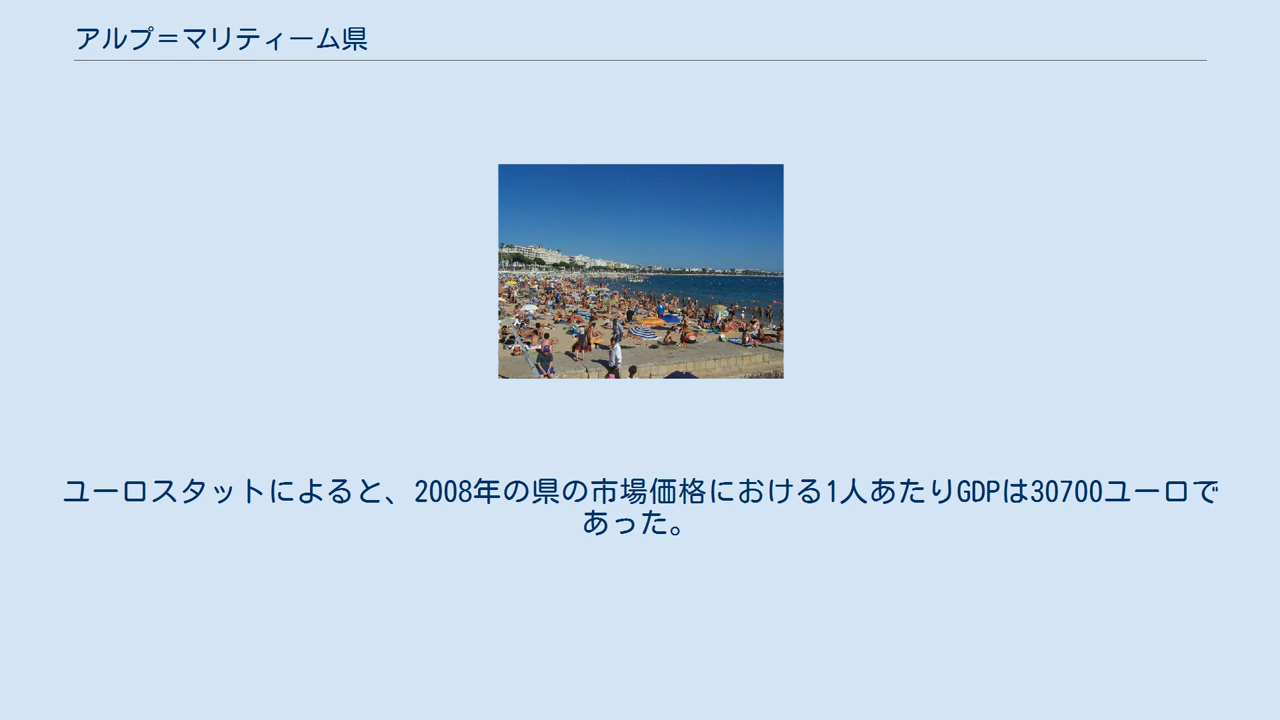 アルプ＝マリティーム県
ユーロスタットによると、2008年の県の市場価格における1人あたりGDPは30700ユーロで
あった。